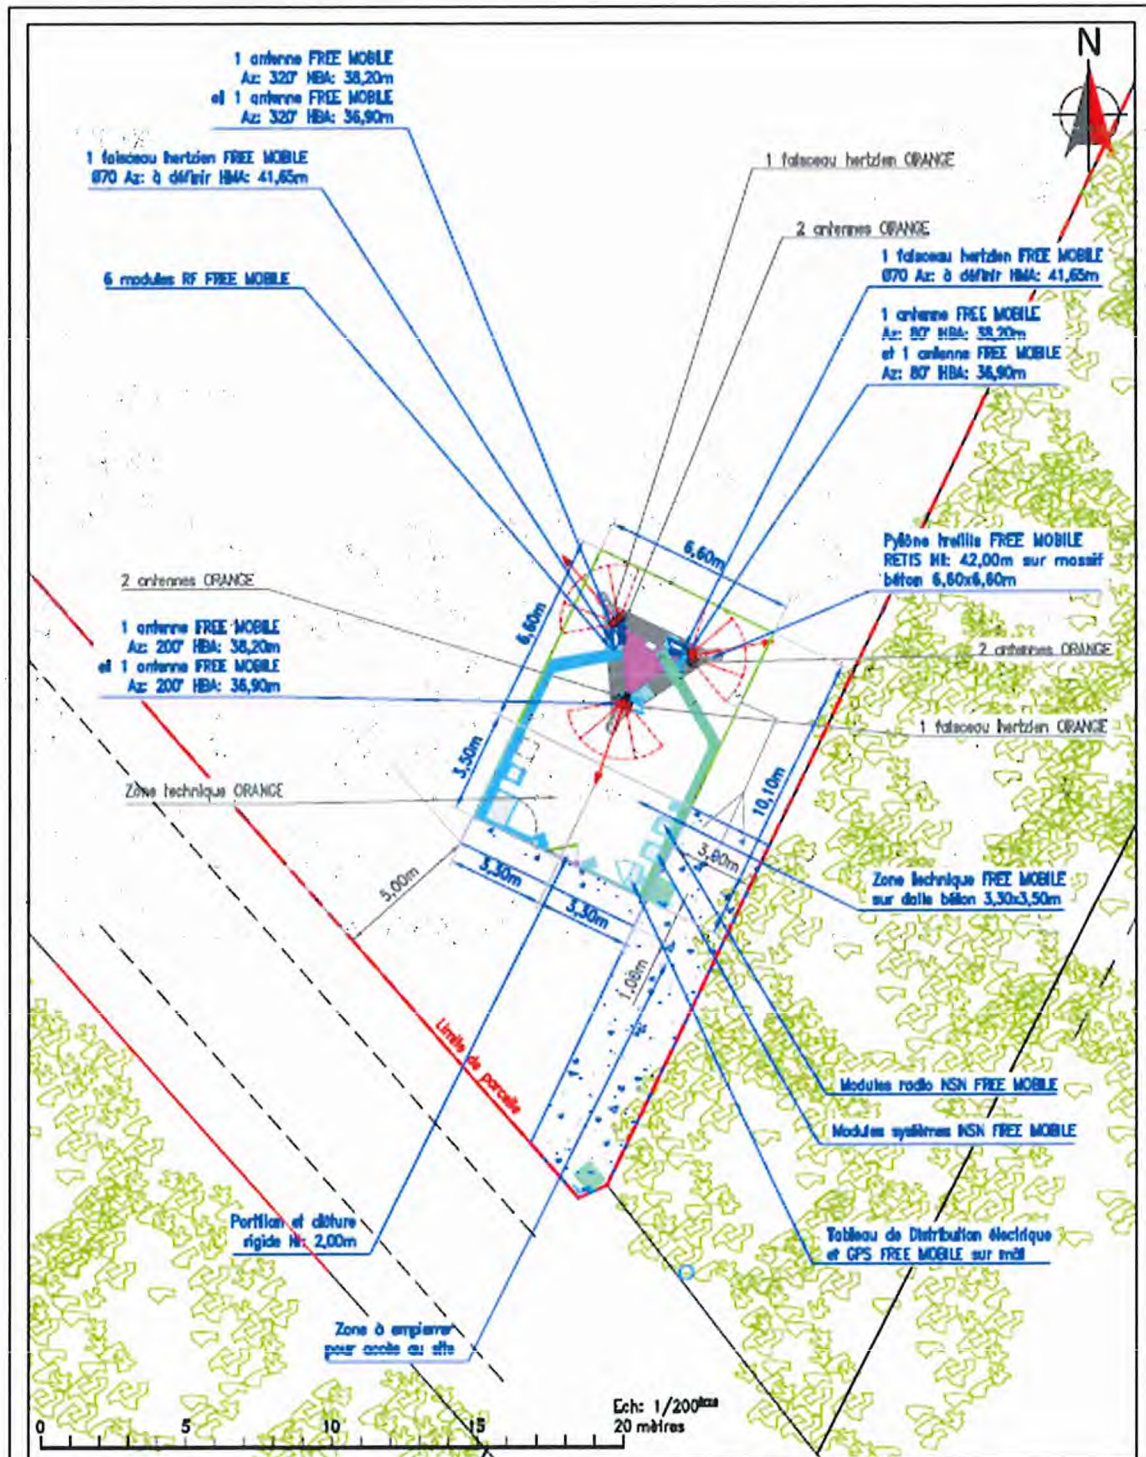 N
1 antenne FREE MOBILE
Az: 320° HBA: 38,20m
et 1 antenne FREE MOBILE
Az: 320° HBA: 36,90m
1 faisceau hertzien FREE MOBILE
Ø70 Az: à définir HMA: 41,65m
6 modules RF FREE MOBILE
1 faisceau hertzien ORANGE
2 antennes ORANGE
1 faisceau hertzien FREE MOBILE
Ø70 Az: à définir HMA: 41,65m
1 antenne FREE MOBILE
Az: 80° HBA: 38,20m
et 1 antenne FREE MOBILE
Az: 80° HBA: 36,90m
Pylône treillis FREE MOBILE
RETIS Ht: 42,00m sur massif
béton 6,60x6,60m
6,60m
6,60m
2 antennes ORANGE
1 antenne FREE MOBILE
Az: 200° HBA: 38,20m
et 1 antenne FREE MOBILE
Az: 200° HBA: 36,90m
2 antennes ORANGE
1 faisceau hertzien ORANGE
3,50m
10,10m
Zone technique ORANGE
3,00m
5,00m
3,30m
3,30m
Zone technique FREE MOBILE
sur dalle béton 3,30x3,50m
1.00m
Limite de parcelle
Modules radio NSN FREE MOBILE
Modules systèmes NSN FREE MOBILE
Portillon et clôture
rigide Ht: 2,00m
Tableau de Distribution électrique
et GPS FREE MOBILE sur mât
Zone à empierrer
pour accès au site
Ech: 1/200ème
0 5 10 15 20 mètres